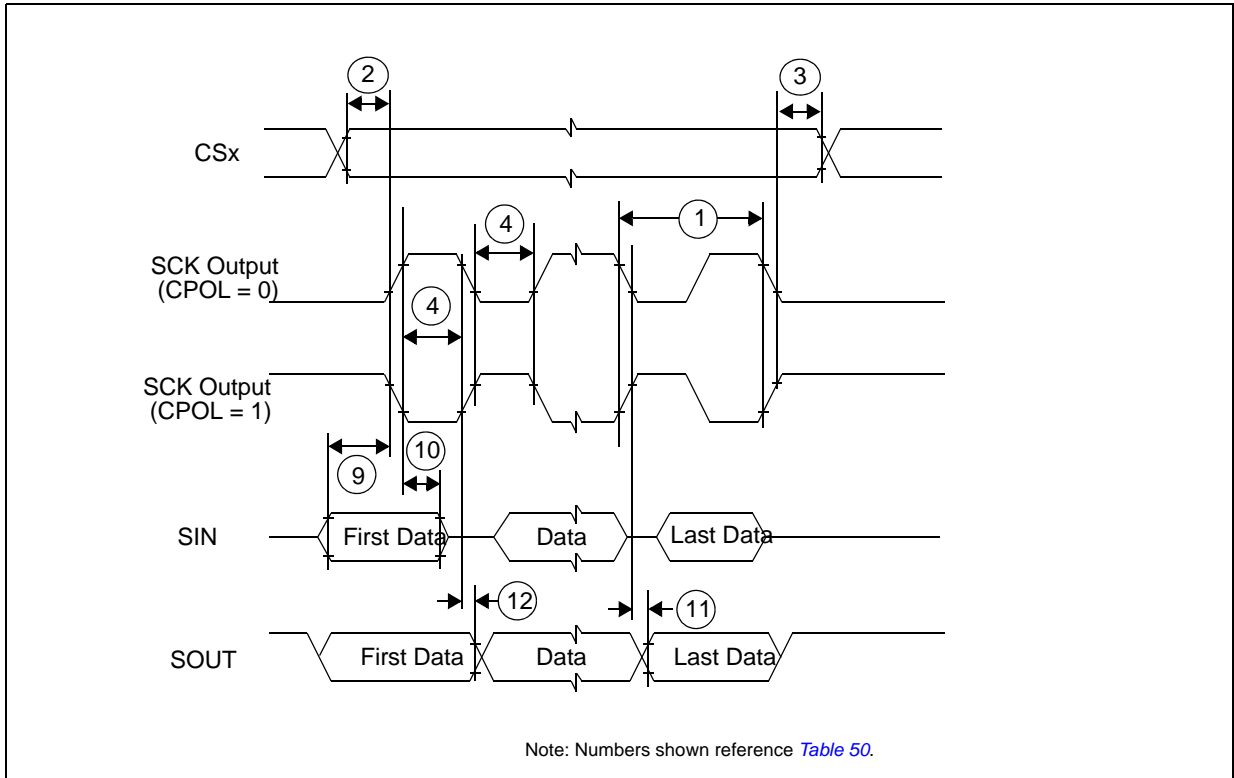 2
3
CSx
4
1
SCK Output
(CPOL = 0)
4
SCK Output
(CPOL = 1)
10
9
SIN
First Data
Data
Last Data
12
11
SOUT
First Data
Data
Last Data
Note: Numbers shown reference Table 50.